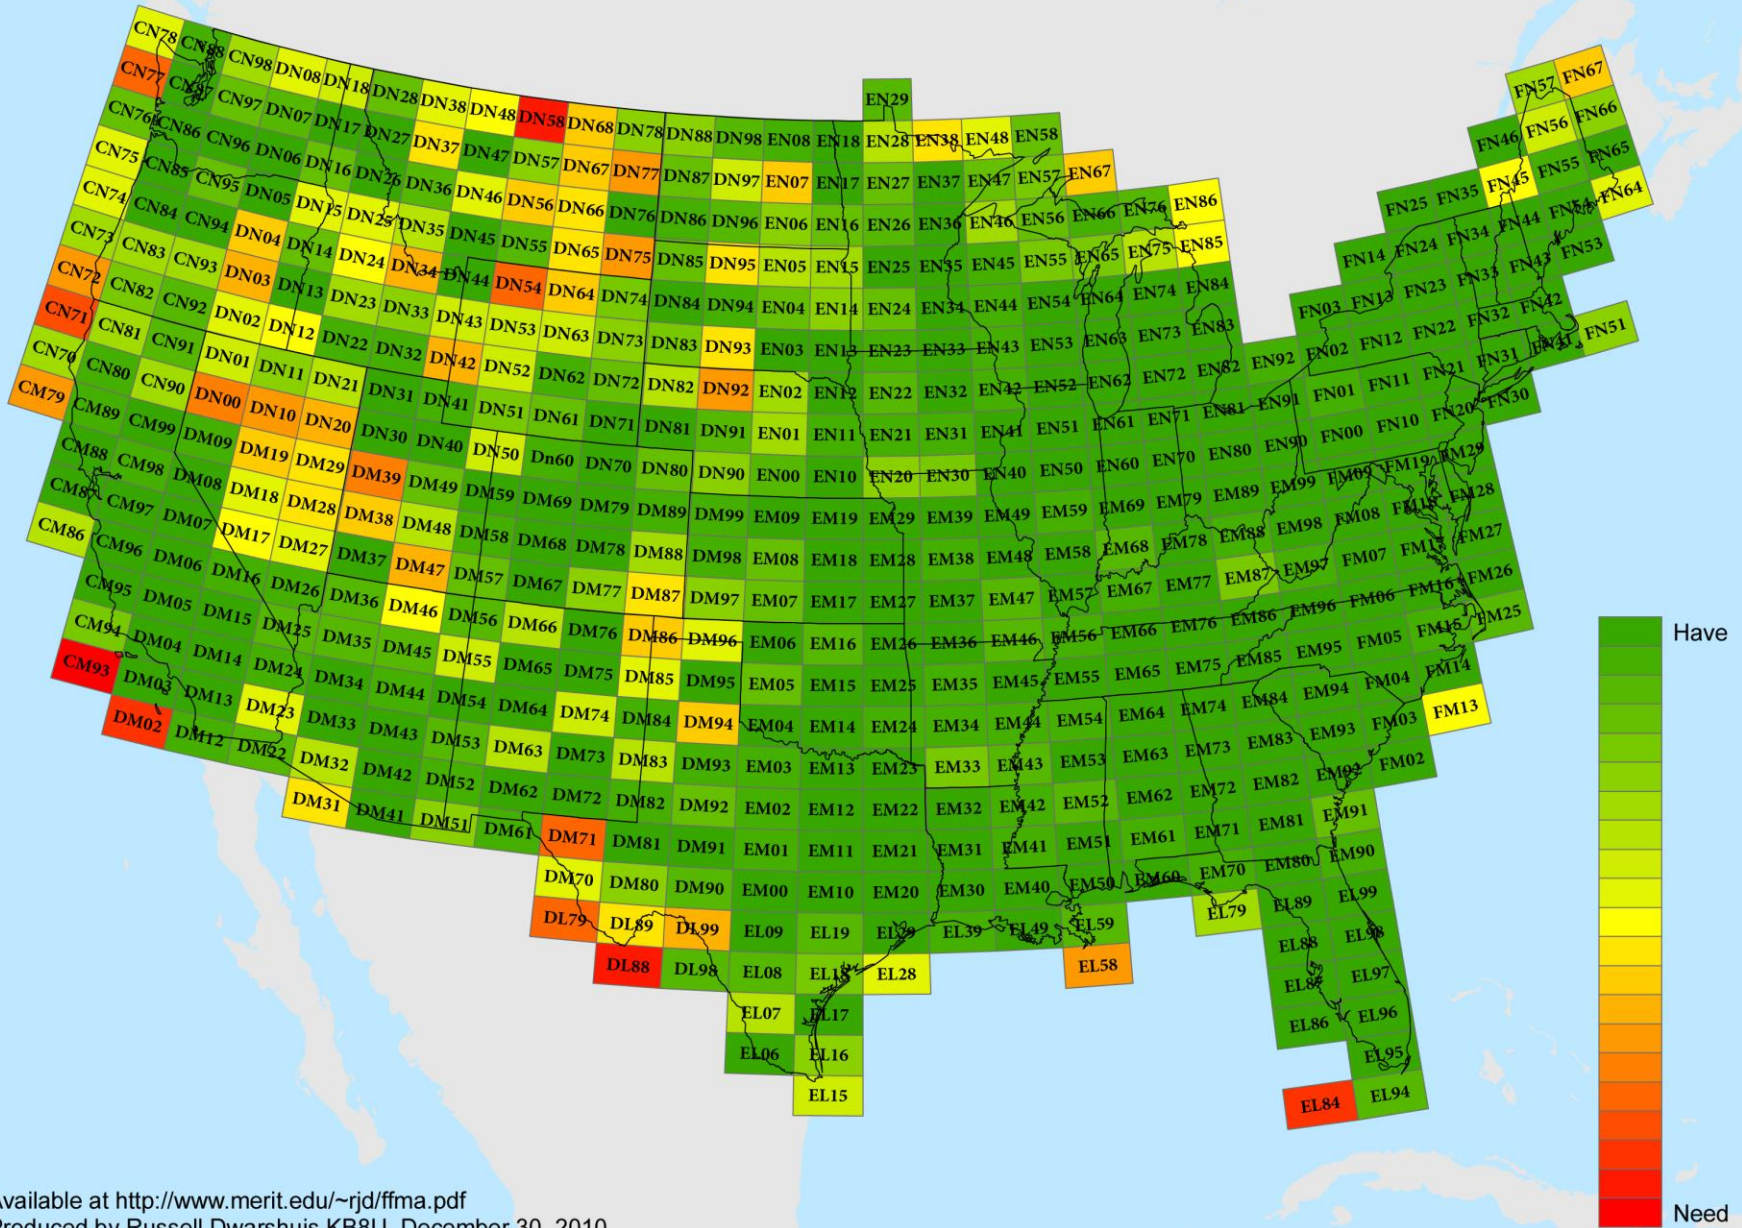 EN29
CN78 CN88 CN98 DN08 DN18 DN28 DN38 DN48 DN58 DN68 DN78 DN88 DN98 EN08 EN18 EN28 EN38 EN48 EN58
CN77 CN87 CN97 DN07 DN17 DN27 DN37 DN47 DN57 DN67 DN77 DN87 DN97 EN07 EN17 EN27 EN37 EN47 EN57 EN67 FN57 FN67
CN76 CN86 CN96 DN06 DN16 DN26 DN36 DN46 DN56 DN66 DN76 DN86 DN96 EN06 EN16 EN26 EN36 EN46 EN56 EN66 EN76 EN86 FN46 FN56 FN66
CN75 CN85 CN95 DN05 DN15 DN25 DN35 DN45 DN55 DN65 DN75 DN85 DN95 EN05 EN15 EN25 EN35 EN45 EN55 EN65 EN75 EN85 FN25 FN35 FN45 FN55 FN65
CN74 CN84 CN94 DN04 DN14 DN24 DN34 DN44 DN54 DN64 DN74 DN84 DN94 EN04 EN14 EN24 EN34 EN44 EN54 EN64 EN74 EN84 FN14 FN24 FN34 FN44 FN54 FN64
CN73 CN83 CN93 DN03 DN13 DN23 DN33 DN43 DN53 DN63 DN73 DN83 DN93 EN03 EN13 EN23 EN33 EN43 EN53 EN63 EN73 EN83 FN03 FN13 FN23 FN33 FN43 FN53
CN72 CN82 CN92 DN02 DN12 DN22 DN32 DN42 DN52 DN62 DN72 DN82 DN92 EN02 EN12 EN22 EN32 EN42 EN52 EN62 EN72 EN82 EN92 FN02 FN12 FN22 FN32 FN42
CN71 CN81 CN91 DN01 DN11 DN21 DN31 DN41 DN51 DN61 DN71 DN81 DN91 EN01 EN11 EN21 EN31 EN41 EN51 EN61 EN71 EN81 EN91 FN01 FN11 FN21 FN31 FN41 FN51
CN70 CN80 CN90 DN00 DN10 DN20 DN30 DN40 DN50 Dn60 DN70 DN80 DN90 EN00 EN10 EN20 EN30 EN40 EN50 EN60 EN70 EN80 EN90 FN00 FN10 FN20 FN30
CM79 CM89 CM99 DM09 DM19 DM29 DM39 DM49 DM59 DM69 DM79 DM89 DM99 EM09 EM19 EM29 EM39 EM49 EM59 EM69 EM79 EM89 EM99 FM09 FM19 FM29
CM88 CM98 DM08 DM18 DM28 DM38 DM48 DM58 DM68 DM78 DM88 DM98 EM08 EM18 EM28 EM38 EM48 EM58 EM68 EM78 EM88 EM98 FM08 FM18 FM28
CM87 CM97 DM07 DM17 DM27 DM37 DM47 DM57 DM67 DM77 DM87 DM97 EM07 EM17 EM27 EM37 EM47 EM57 EM67 EM77 EM87 EM97 FM07 FM17 FM27
CM86 CM96 DM06 DM16 DM26 DM36 DM46 DM56 DM66 DM76 DM86 DM96 EM06 EM16 EM26 EM36 EM46 EM56 EM66 EM76 EM86 EM96 FM06 FM16 FM26
CM95 DM05 DM15 DM25 DM35 DM45 DM55 DM65 DM75 DM85 DM95 EM05 EM15 EM25 EM35 EM45 EM55 EM65 EM75 EM85 EM95 FM05 FM15 FM25
CM94 DM04 DM14 DM24 DM34 DM44 DM54 DM64 DM74 DM84 DM94 EM04 EM14 EM24 EM34 EM44 EM54 EM64 EM74 EM84 EM94 FM04 FM14
CM93 DM03 DM13 DM23 DM33 DM43 DM53 DM63 DM73 DM83 DM93 EM03 EM13 EM23 EM33 EM43 EM53 EM63 EM73 EM83 EM93 FM03 FM13
DM02 DM12 DM22 DM32 DM42 DM52 DM62 DM72 DM82 DM92 EM02 EM12 EM22 EM32 EM42 EM52 EM62 EM72 EM82 EM92 FM02
DM31 DM41 DM51 DM61 DM71 DM81 DM91 EM01 EM11 EM21 EM31 EM41 EM51 EM61 EM71 EM81 EM91
DM70 DM80 DM90 EM00 EM10 EM20 EM30 EM40 EM50 EM60 EM70 EM80 EM90
DL79 DL89 DL99 EL09 EL19 EL29 EL39 EL49 EL59 EL79 EL89 EL99
DL88 DL98 EL08 EL18 EL28 EL58 EL88 EL98
EL07 EL17 EL87 EL97
EL06 EL16 EL86 EL96
EL15 EL95
EL84 EL94
Have
Need
Available at http://www.merit.edu/~rjd/ffma.pdf
Produced by Russell Dwarshuis KB8U, December 30, 2010